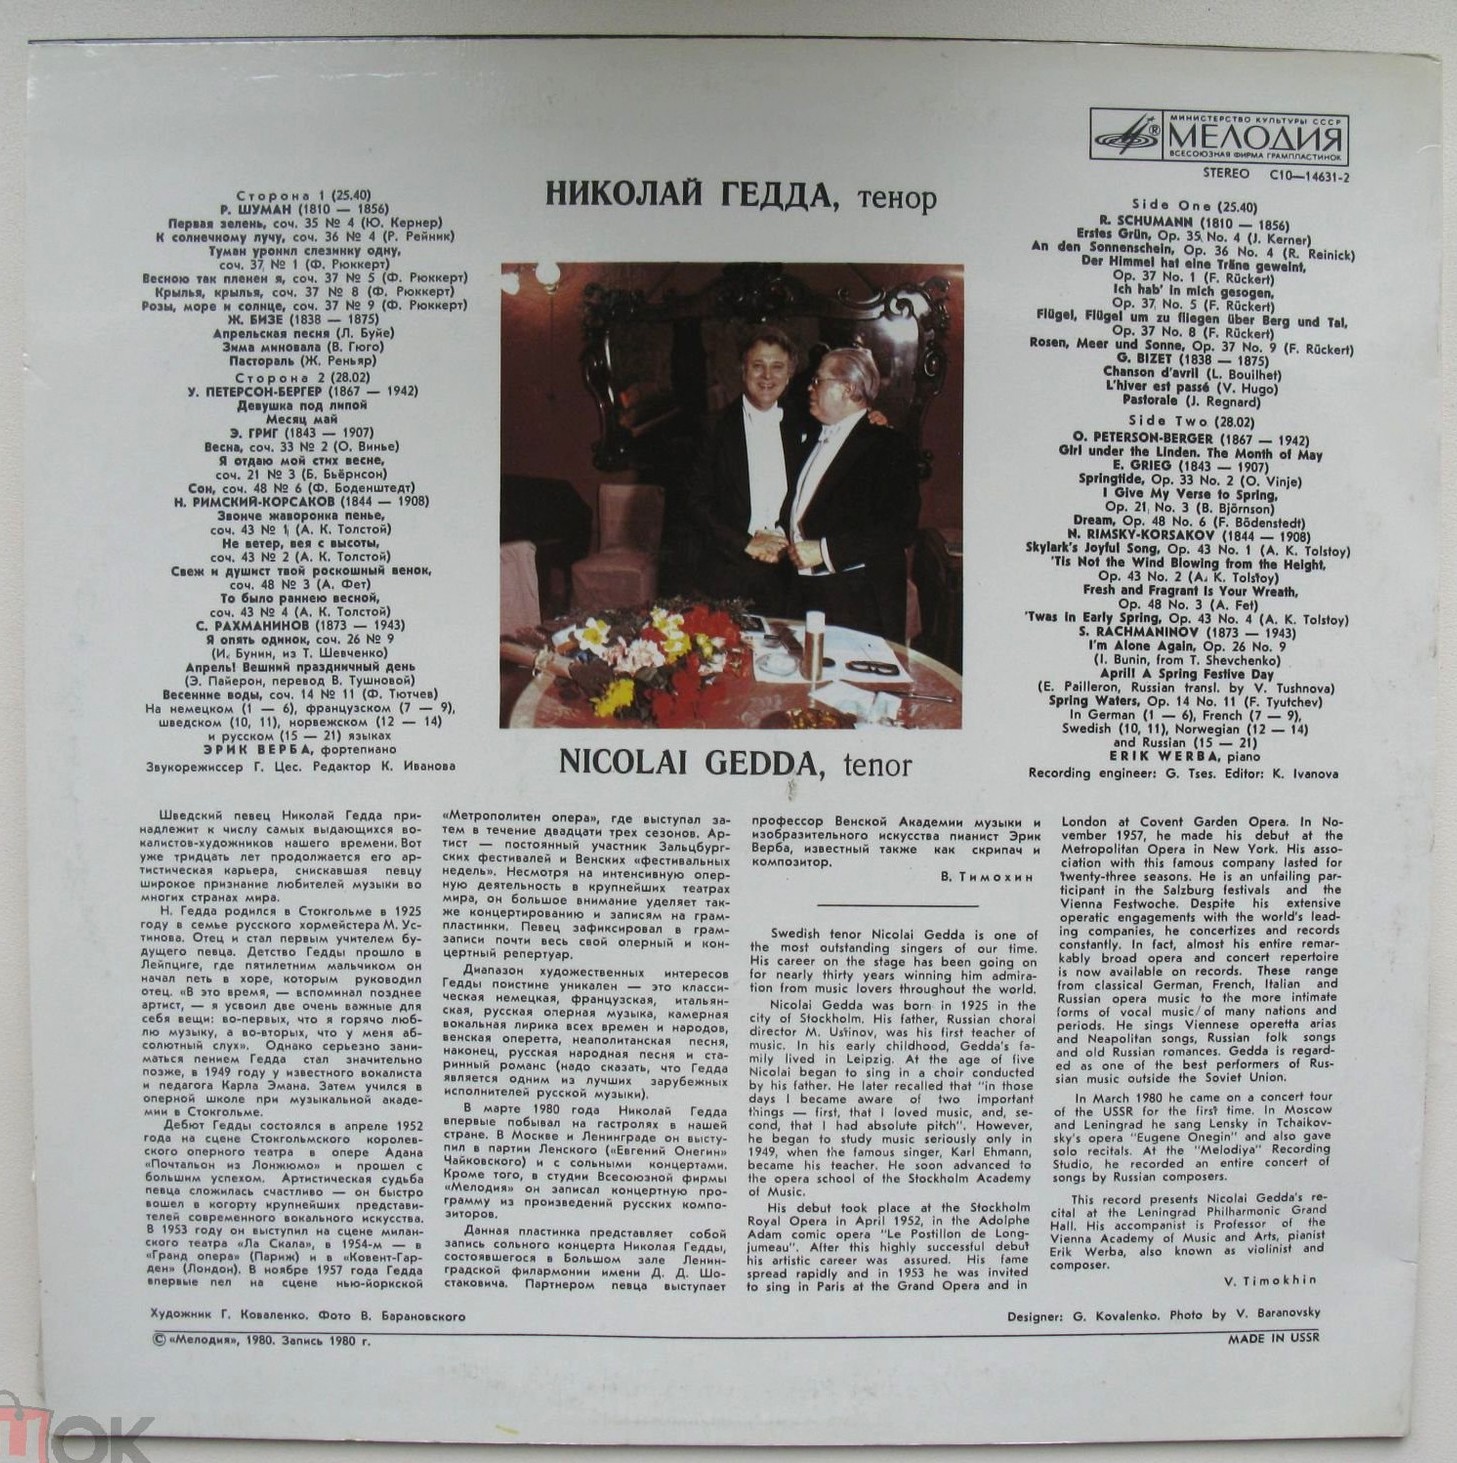 МИНИСТЕРСТВО КУЛЬТУРЫ СССР
МЕЛОДИЯ
ВСЕСОЮЗНАЯ ФИРМА ГРАМПЛАСТИНОК
STEREO С10—14631-2
НИКОЛАЙ ГЕДДА, тенор
Сторона 1 (25.40)
Р. ШУМАН (1810 — 1856)
Первая зелень, соч. 35 № 4 (Ю. Кернер)
К солнечному лучу, соч. 36 № 4 (Р. Рейник)
Туман уронил слезинку одну,
соч. 37 № 1 (Ф. Рюккерт)
Весною так пленен я, соч. 37 № 5 (Ф. Рюккерт)
Крылья, крылья, соч. 37 № 8 (Ф. Рюккерт)
Розы, море и солнце, соч. 37 № 9 (Ф. Рюккерт)
Ж. БИЗЕ (1838 — 1875)
Апрельская песня (Л. Буйе)
Зима миновала (В. Гюго)
Пастораль (Ж. Реньяр)
Сторона 2 (28.02)
У. ПЕТЕРСОН-БЕРГЕР (1867 — 1942)
Девушка под липой
Месяц май
Э. ГРИГ (1843 — 1907)
Весна, соч. 33 № 2 (О. Винье)
Я отдаю мой стих весне,
соч. 21 № 3 (Б. Бьёрнсон)
Сон, соч. 48 № 6 (Ф. Боденштедт)
Н. РИМСКИЙ-КОРСАКОВ (1844 — 1908)
Звонче жаворонка пенье,
соч. 43 № 1 (А. К. Толстой)
Не ветер, вея с высоты,
соч. 43 № 2 (А. К. Толстой)
Свеж и душист твой роскошный венок,
соч. 48 № 3 (А. Фет)
То было раннею весной,
соч. 43 № 4 (А. К. Толстой)
С. РАХМАНИНОВ (1873 — 1943)
Я опять одинок, соч. 26 № 9
(И. Бунин, из Т. Шевченко)
Апрель! Вешний праздничный день
(Э. Пайерон, перевод В. Тушновой)
Весенние воды, соч. 14 № 11 (Ф. Тютчев)
На немецком (1 — 6), французском (7 — 9),
шведском (10, 11), норвежском (12 — 14)
и русском (15 — 21) языках
ЭРИК ВЕРБА, фортепиано
Звукорежиссер Г. Цес. Редактор К. Иванова
Side One (25.40)
R. SCHUMANN (1810 — 1856)
Erstes Grün, Op. 35 No. 4 (J. Kerner)
An den Sonnenschein, Op. 36 No. 4 (R. Reinick)
Der Himmel hat eine Träne geweint,
Op. 37 No. 1 (F. Rückert)
Ich hab' in mich gesogen,
Op. 37 No. 5 (F. Rückert)
Flügel, Flügel um zu fliegen über Berg und Tal,
Op. 37 No. 8 (F. Rückert)
Rosen, Meer und Sonne, Op. 37 No. 9 (F. Rückert)
G. BIZET (1838 — 1875)
Chanson d'avril (L. Bouilhet)
L'hiver est passé (V. Hugo)
Pastorale (J. Regnard)
Side Two (28.02)
O. PETERSON-BERGER (1867 — 1942)
Girl under the Linden. The Month of May
E. GRIEG (1843 — 1907)
Springtide, Op. 33 No. 2 (O. Vinje)
I Give My Verse to Spring,
Op. 21 No. 3 (B. Björnson)
Dream, Op. 48 No. 6 (F. Bödenstedt)
N. RIMSKY-KORSAKOV (1844 — 1908)
Skylark's Joyful Song, Op. 43 No. 1 (A. K. Tolstoy)
'Tis Not the Wind Blowing from the Height,
Op. 43 No. 2 (A. K. Tolstoy)
Fresh and Fragrant Is Your Wreath,
Op. 48 No. 3 (A. Fet)
'Twas in Early Spring, Op. 43 No. 4 (A. K. Tolstoy)
S. RACHMANINOV (1873 — 1943)
I'm Alone Again, Op. 26 No. 9
(I. Bunin, from T. Shevchenko)
April! A Spring Festive Day
(E. Pailleron, Russian transl. by V. Tushnova)
Spring Waters, Op. 14 No. 11 (F. Tyutchev)
In German (1 — 6), French (7 — 9),
Swedish (10, 11), Norwegian (12 — 14)
and Russian (15 — 21)
ERIK WERBA, piano
Recording engineer: G. Tses. Editor: K. Ivanova
NICOLAI GEDDA, tenor
Шведский певец Николай Гедда при-
надлежит к числу самых выдающихся во-
калистов-художников нашего времени. Вот
уже тридцать лет продолжается его ар-
тистическая карьера, снискавшая певцу
широкое признание любителей музыки во
многих странах мира.
Н. Гедда родился в Стокгольме в 1925
году в семье русского хормейстера М. Ус-
тинова. Отец и стал первым учителем бу-
дущего певца. Детство Гедды прошло в
Лейпциге, где пятилетним мальчиком он
начал петь в хоре, которым руководил
отец. «В это время, — вспоминал позднее
артист, — я усвоил две очень важные для
себя вещи: во-первых, что я горячо люб-
лю музыку, а во-вторых, что у меня аб-
солютный слух». Однако серьезно зани-
маться пением Гедда стал значительно
позже, в 1949 году у известного вокалиста
и педагога Карла Эмана. Затем учился в
оперной школе при музыкальной акаде-
мии в Стокгольме.
Дебют Гедды состоялся в апреле 1952
года на сцене Стокгольмского королев-
ского оперного театра в опере Адана
«Почтальон из Лонжюмо» и прошел с
большим успехом. Артистическая судьба
певца сложилась счастливо — он быстро
вошел в когорту крупнейших представи-
телей современного вокального искусства.
В 1953 году он выступил на сцене милан-
ского театра «Ла Скала», в 1954-м — в
«Гранд опера» (Париж) и в «Ковент-Гар-
ден» (Лондон). В ноябре 1957 года Гедда
впервые пел на сцене нью-йоркской
«Метрополитен опера», где выступал за-
тем в течение двадцати трех сезонов. Ар-
тист — постоянный участник Зальцбург-
ских фестивалей и Венских «фестивальных
недель». Несмотря на интенсивную опер-
ную деятельность в крупнейших театрах
мира, он большое внимание уделяет так-
же концертированию и записям на грам-
пластинки. Певец зафиксировал в грам-
записи почти весь свой оперный и кон-
цертный репертуар.
Диапазон художественных интересов
Гедды поистине уникален — это класси-
ческая немецкая, французская, итальян-
ская, русская оперная музыка, камерная
вокальная лирика всех времен и народов,
венская оперетта, неаполитанская песня,
наконец, русская народная песня и ста-
ринный романс (надо сказать, что Гедда
является одним из лучших зарубежных
исполнителей русской музыки).
В марте 1980 года Николай Гедда
впервые побывал на гастролях в нашей
стране. В Москве и Ленинграде он высту-
пил в партии Ленского («Евгений Онегин»
Чайковского) и с сольными концертами.
Кроме того, в студии Всесоюзной фирмы
«Мелодия» он записал концертную про-
грамму из произведений русских компо-
зиторов.
Данная пластинка представляет собой
запись сольного концерта Николая Гедды,
состоявшегося в Большом зале Ленин-
градской филармонии имени Д. Д. Шо-
стаковича. Партнером певца выступает
профессор Венской Академии музыки и
изобразительного искусства пианист Эрик
Верба, известный также как скрипач и
композитор.
В. Тимохин
Swedish tenor Nicolai Gedda is one of
the most outstanding singers of our time.
His career on the stage has been going on
for nearly thirty years winning him admira-
tion from music lovers throughout the world.
Nicolai Gedda was born in 1925 in the
city of Stockholm. His father, Russian choral
director M. Ustinov, was his first teacher of
music. In his early childhood, Gedda's fa-
mily lived in Leipzig. At the age of five
Nicolai began to sing in a choir conducted
by his father. He later recalled that "in those
days I became aware of two important
things — first, that I loved music, and, se-
cond, that I had absolute pitch". However,
he began to study music seriously only in
1949, when the famous singer, Karl Ehmann,
became his teacher. He soon advanced to
the opera school of the Stockholm Academy
of Music.
His debut took place at the Stockholm
Royal Opera in April 1952, in the Adolphe
Adam comic opera "Le Postillon de Long-
jumeau". After this highly successful debut
his artistic career was assured. His fame
spread rapidly and in 1953 he was invited
to sing in Paris at the Grand Opera and in
London at Covent Garden Opera. In No-
vember 1957, he made his debut at the
Metropolitan Opera in New York. His asso-
ciation with this famous company lasted for
twenty-three seasons. He is an unfailing par-
ticipant in the Salzburg festivals and the
Vienna Festwoche. Despite his extensive
operatic engagements with the world's lead-
ing companies, he concertizes and records
constantly. In fact, almost his entire remar-
kably broad opera and concert repertoire
is now available on records. These range
from classical German, French, Italian and
Russian opera music to the more intimate
forms of vocal music of many nations and
periods. He sings Viennese operetta arias
and Neapolitan songs, Russian folk songs
and old Russian romances. Gedda is regard-
ed as one of the best performers of Rus-
sian music outside the Soviet Union.
In March 1980 he came on a concert tour
of the USSR for the first time. In Moscow
and Leningrad he sang Lensky in Tchaikov-
sky's opera "Eugene Onegin" and also gave
solo recitals. At the "Melodiya" Recording
Studio, he recorded an entire concert of
songs by Russian composers.
This record presents Nicolai Gedda's re-
cital at the Leningrad Philharmonic Grand
Hall. His accompanist is Professor of the
Vienna Academy of Music and Arts, pianist
Erik Werba, also known as violinist and
composer.
V. Timokhin
Художник Г. Коваленко. Фото В. Барановского
Designer: G. Kovalenko. Photo by V. Baranovsky
© «Мелодия», 1980. Запись 1980 г.
MADE IN USSR
ОК